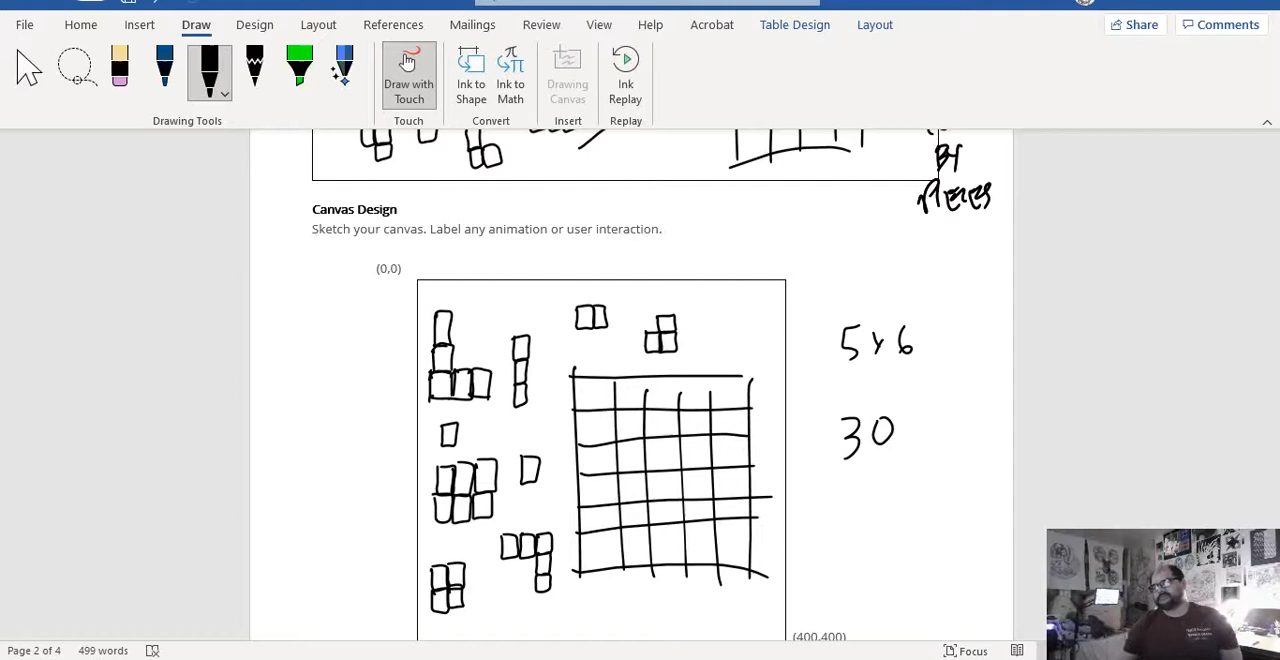 File Home Insert Draw Design Layout References Mailings Review View Help Acrobat Table Design Layout Share Comments
Draw with Touch
Ink to Shape
Ink to Math
Drawing Canvas
Ink Replay
Drawing Tools Touch Convert Insert Replay
By
Pieces
Canvas Design
Sketch your canvas. Label any animation or user interaction.
(0,0)
5 x 6
30
(400,400)
Page 2 of 4 499 words Focus